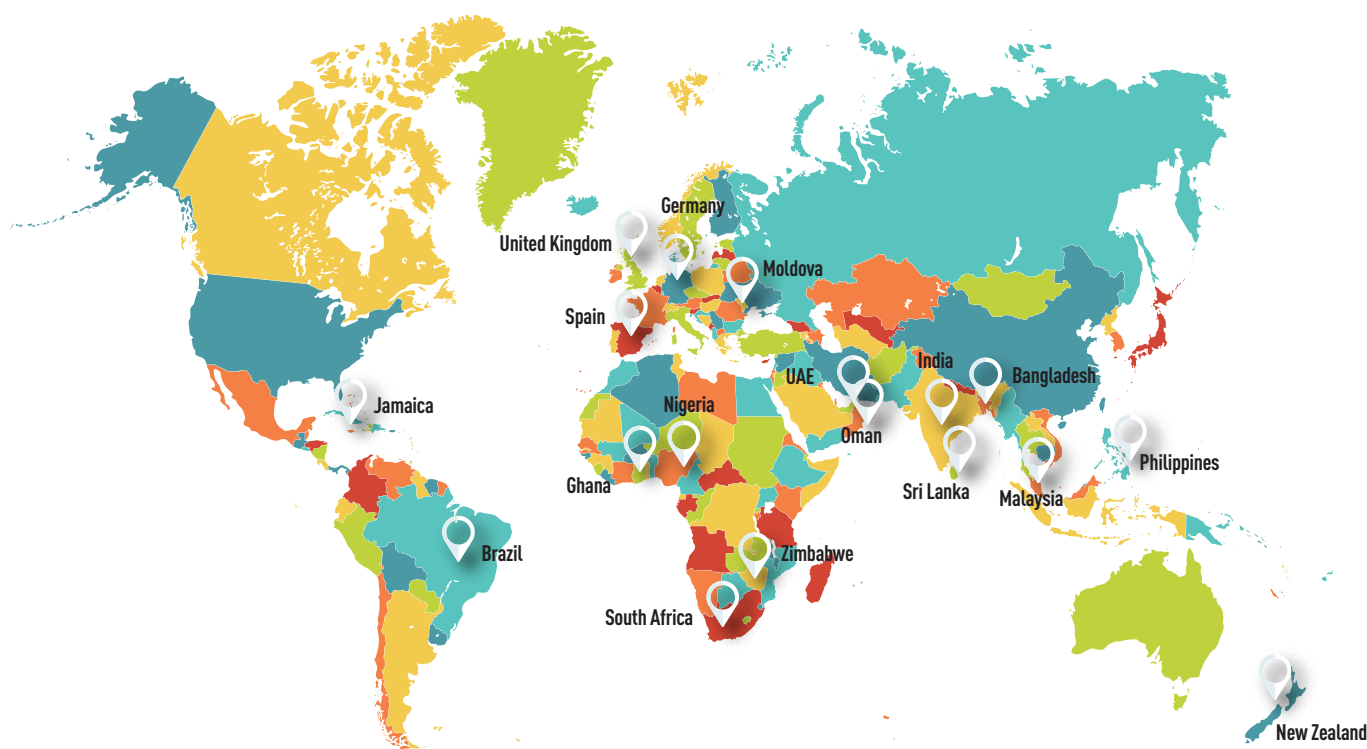 Germany
United Kingdom
Moldova
Spain
India
UAE
Bangladesh
Jamaica
Nigeria
Oman
Philippines
Ghana
Sri Lanka
Malaysia
Brazil
Zimbabwe
South Africa
New Zealand